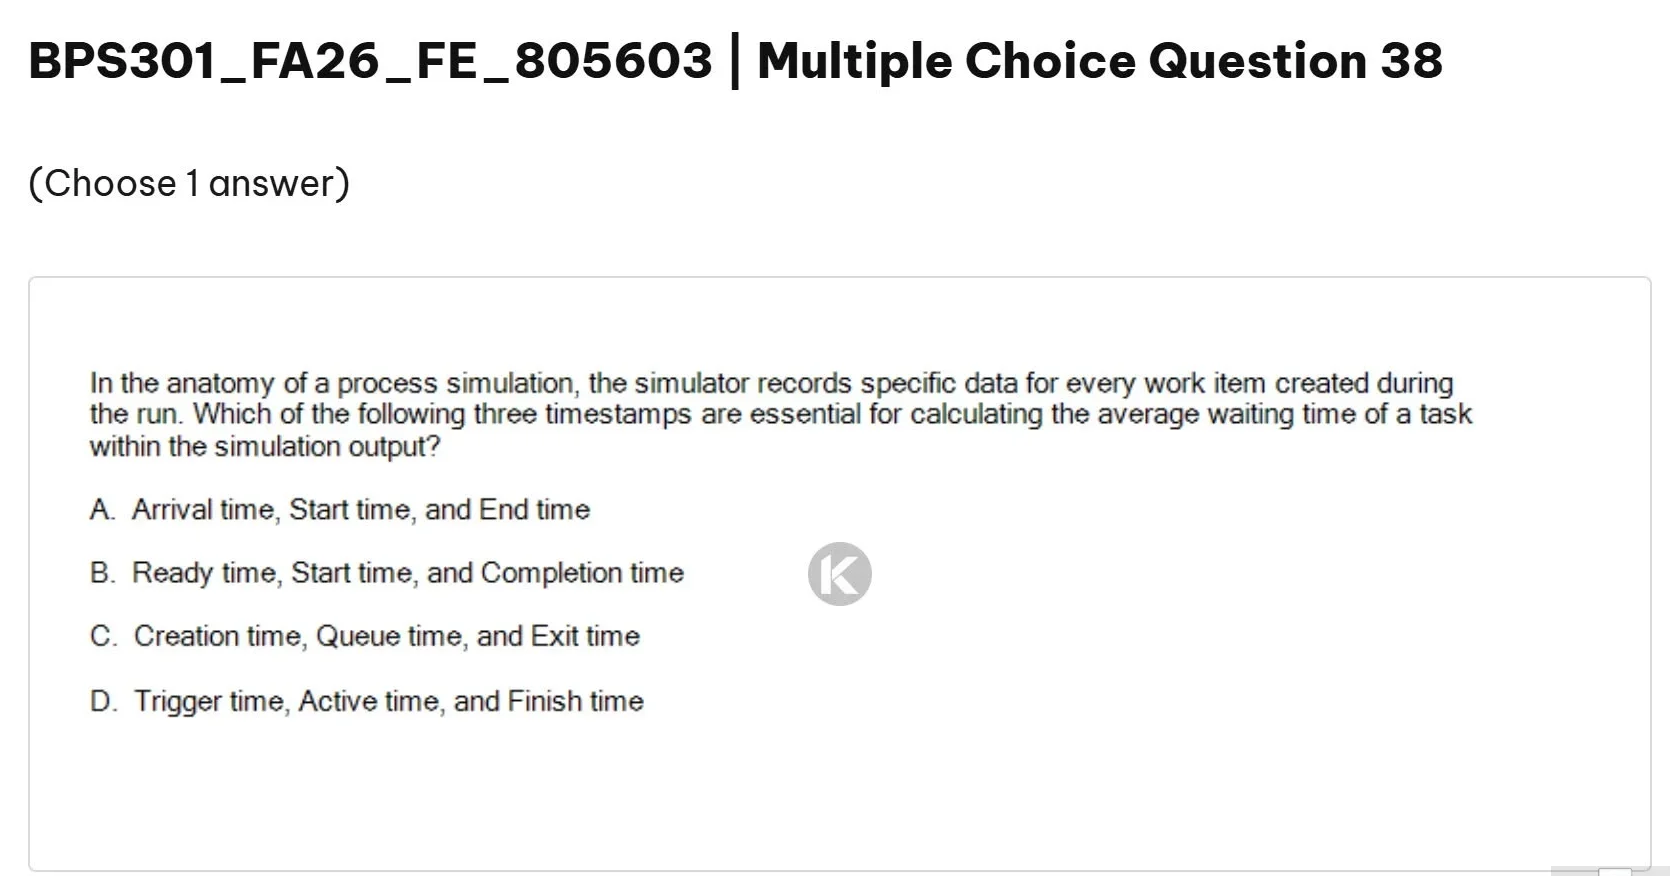 BPS301_FA26_FE_805603 | Multiple Choice Question 38
(Choose 1 answer)
In the anatomy of a process simulation, the simulator records specific data for every work item created during
the run. Which of the following three timestamps are essential for calculating the average waiting time of a task
within the simulation output?
A. Arrival time, Start time, and End time
B. Ready time, Start time, and Completion time
K
C. Creation time, Queue time, and Exit time
D. Trigger time, Active time, and Finish time